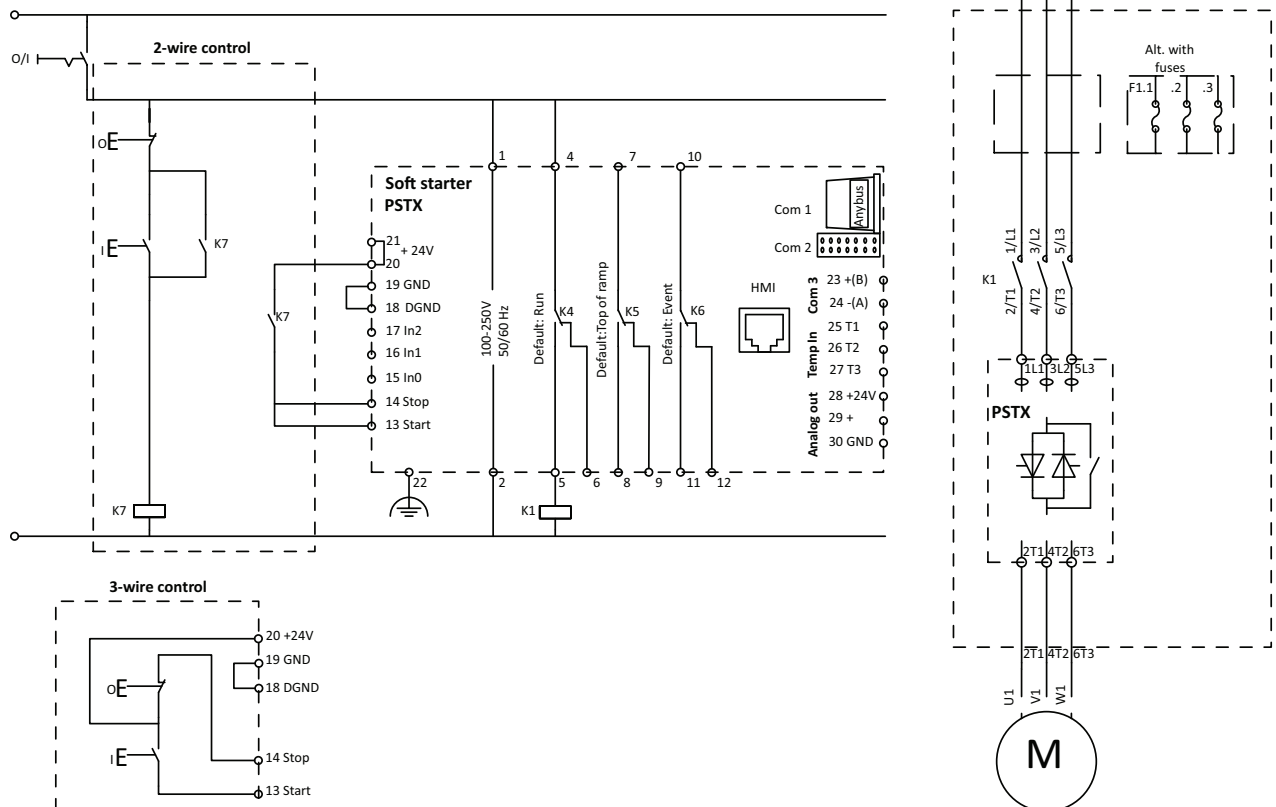 O/I
2-wire control
OE
IE
K7
K7
K7
Soft starter
PSTX
21
+ 24V
20
19 GND
18 DGND
17 In2
16 In1
15 In0
14 Stop
13 Start
22
1
100-250V
50/60 Hz
2
4
Default: Run
K4
5
6
K1
7
Default:Top of ramp
K5
8
9
10
Default: Event
K6
11
12
HMI
Com 1
Anybus
Com 2
Com 3
23 +(B)
24 -(A)
Temp In
25 T1
26 T2
27 T3
Analog out
28 +24V
29 +
30 GND
3-wire control
20 +24V
19 GND
18 DGND
OE
IE
14 Stop
13 Start
Alt. with
fuses
F1.1 .2 .3
1/L1 3/L2 5/L3
K1
2/T1 4/T2 6/T3
1L1 3L2 5L3
PSTX
2T1 4T2 6T3
2T1 4T2 6T3
U1 V1 W1
M